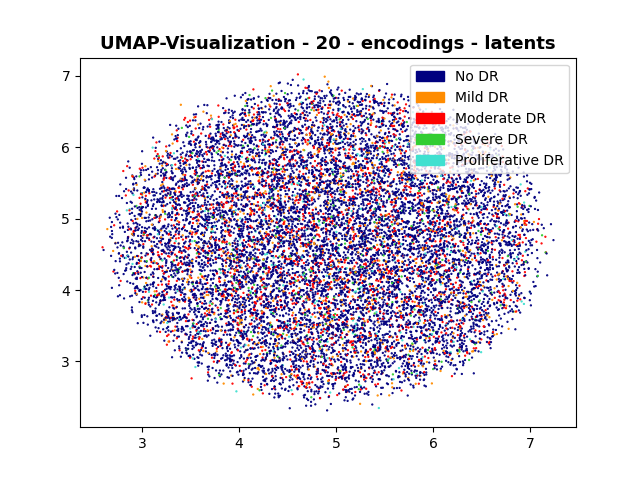 UMAP-Visualization - 20 - encodings - latents
7
6
5
4
3
No DR
Mild DR
Moderate DR
Severe DR
Proliferative DR
3 4 5 6 7